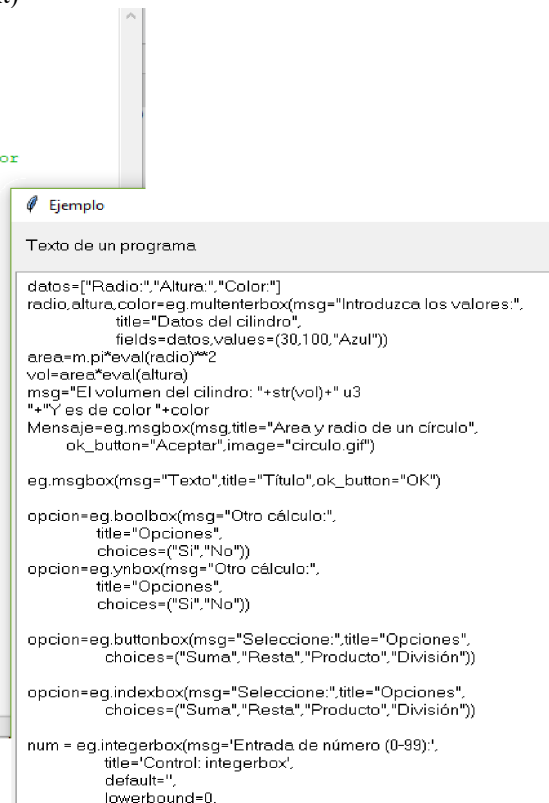 or
Ejemplo
Texto de un programa
datos=["Radio:","Altura:","Color:"]
radio,altura,color=eg.multenterbox(msg="Introduzca los valores:",
title="Datos del cilindro",
fields=datos,values=(30,100,"Azul"))
area=m.pi*eval(radio)**2
vol=area*eval(altura)
msg="El volumen del cilindro: "+str(vol)+" u3
"+"Y es de color "+color
Mensaje=eg.msgbox(msg,title="Area y radio de un círculo",
ok_button="Aceptar",image="circulo.gif")
eg.msgbox(msg="Texto",title="Título",ok_button="OK")
opcion=eg.boolbox(msg="Otro cálculo:",
title="Opciones",
choices=("Si","No"))
opcion=eg.ynbox(msg="Otro cálculo:",
title="Opciones",
choices=("Si","No"))
opcion=eg.buttonbox(msg="Seleccione:",title="Opciones",
choices=("Suma","Resta","Producto","División"))
opcion=eg.indexbox(msg="Seleccione:",title="Opciones",
choices=("Suma","Resta","Producto","División"))
num = eg.integerbox(msg='Entrada de número (0-99):',
title='Control: integerbox',
default='',
lowerbound=0,